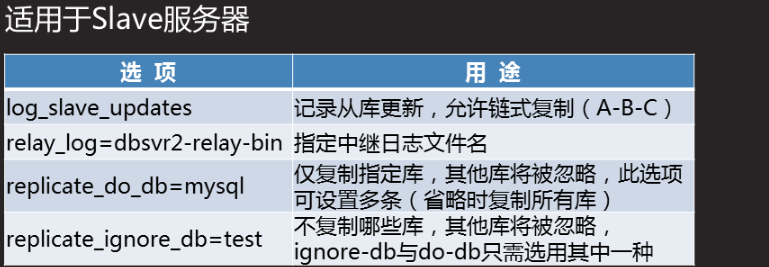 适用于Slave服务器
选 项 用 途
log_slave_updates 记录从库更新，允许链式复制（A-B-C）
relay_log=dbsvr2-relay-bin 指定中继日志文件名
replicate_do_db=mysql 仅复制指定库，其他库将被忽略，此选项
可设置多条（省略时复制所有库）
replicate_ignore_db=test 不复制哪些库，其他库将被忽略，
ignore-db与do-db只需选用其中一种